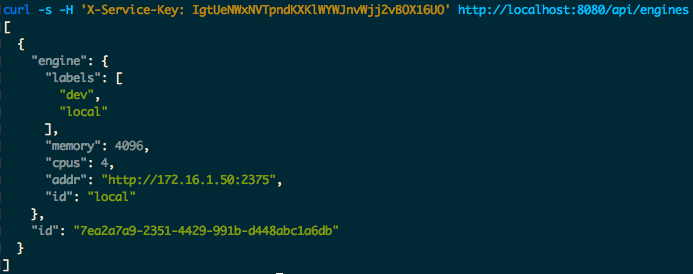 curl -s -H 'X-Service-Key: IgtUeNWxNVTpndKXKlWYWJnvWjj2vBOX16UO' http://localhost:8080/api/engines
[
  {
    "engine": {
      "labels": [
        "dev",
        "local"
      ],
      "memory": 4096,
      "cpus": 4,
      "addr": "http://172.16.1.50:2375",
      "id": "local"
    },
    "id": "7ea2a7a9-2351-4429-991b-d448abc1a6db"
  }
]